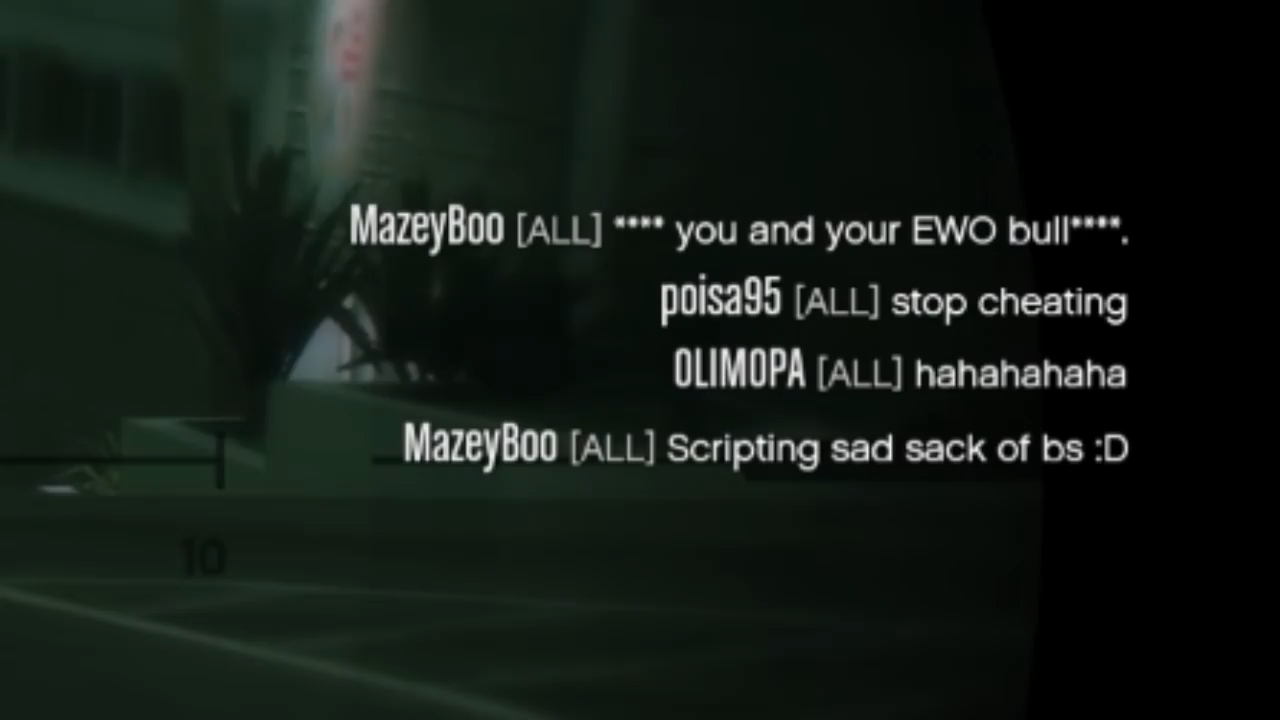 MazeyBoo [ALL] **** you and your EWO bull****.
poisa95 [ALL] stop cheating
OLIMOPA [ALL] hahahahaha
MazeyBoo [ALL] Scripting sad sack of bs :D
10